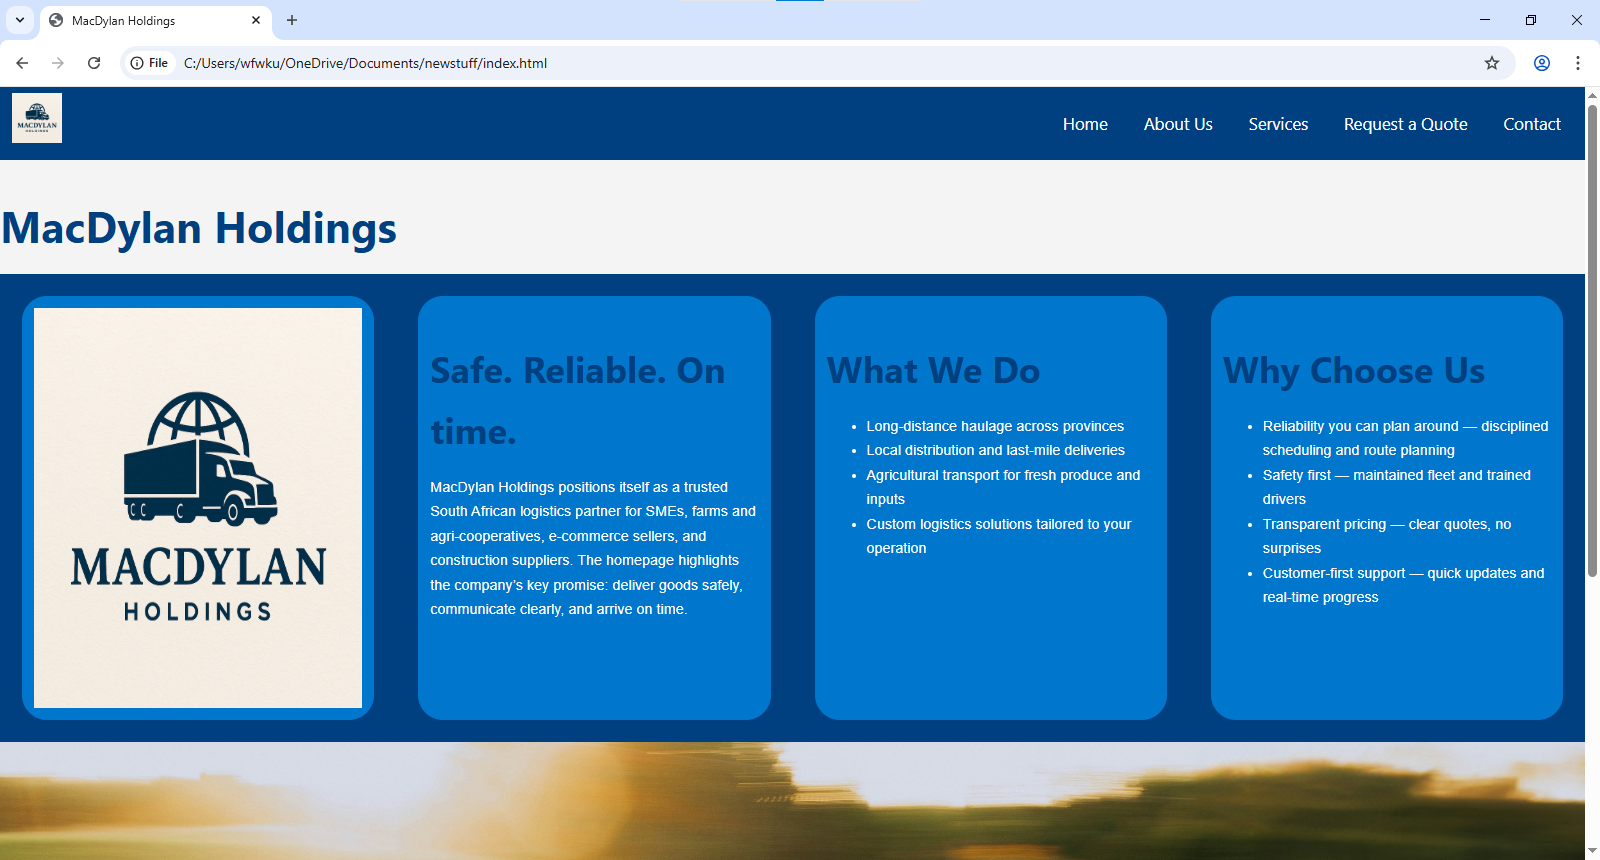 MacDylan Holdings
File
C:/Users/wfwku/OneDrive/Documents/newstuff/index.html
MACDYLAN
HOLDINGS
Home
About Us
Services
Request a Quote
Contact
MacDylan Holdings
MACDYLAN
HOLDINGS
Safe. Reliable. On
time.
MacDylan Holdings positions itself as a trusted
South African logistics partner for SMEs, farms and
agri-cooperatives, e-commerce sellers, and
construction suppliers. The homepage highlights
the company’s key promise: deliver goods safely,
communicate clearly, and arrive on time.
What We Do
• Long-distance haulage across provinces
• Local distribution and last-mile deliveries
• Agricultural transport for fresh produce and
inputs
• Custom logistics solutions tailored to your
operation
Why Choose Us
• Reliability you can plan around — disciplined
scheduling and route planning
• Safety first — maintained fleet and trained
drivers
• Transparent pricing — clear quotes, no
surprises
• Customer-first support — quick updates and
real-time progress